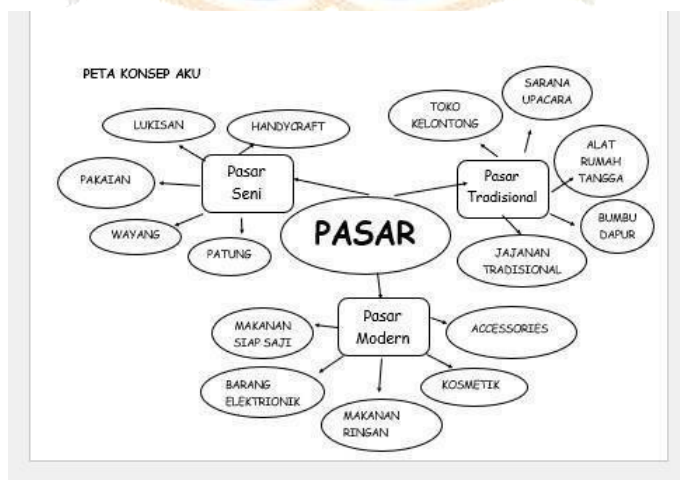 PETA KONSEP AKU
LUKISAN
HANDYCRAFT
PAKAIAN
Pasar
Seni
WAYANG
PATUNG
TOKO
KELONTONG
SARANA
UPACARA
ALAT
RUMAH
TANGGA
Pasar
Tradisional
BUMBU
DAPUR
JAJANAN
TRADISIONAL
PASAR
Pasar
Modern
MAKANAN
SIAP SAJI
ACCESSORIES
BARANG
ELEKTRIONIK
KOSMETIK
MAKANAN
RINGAN